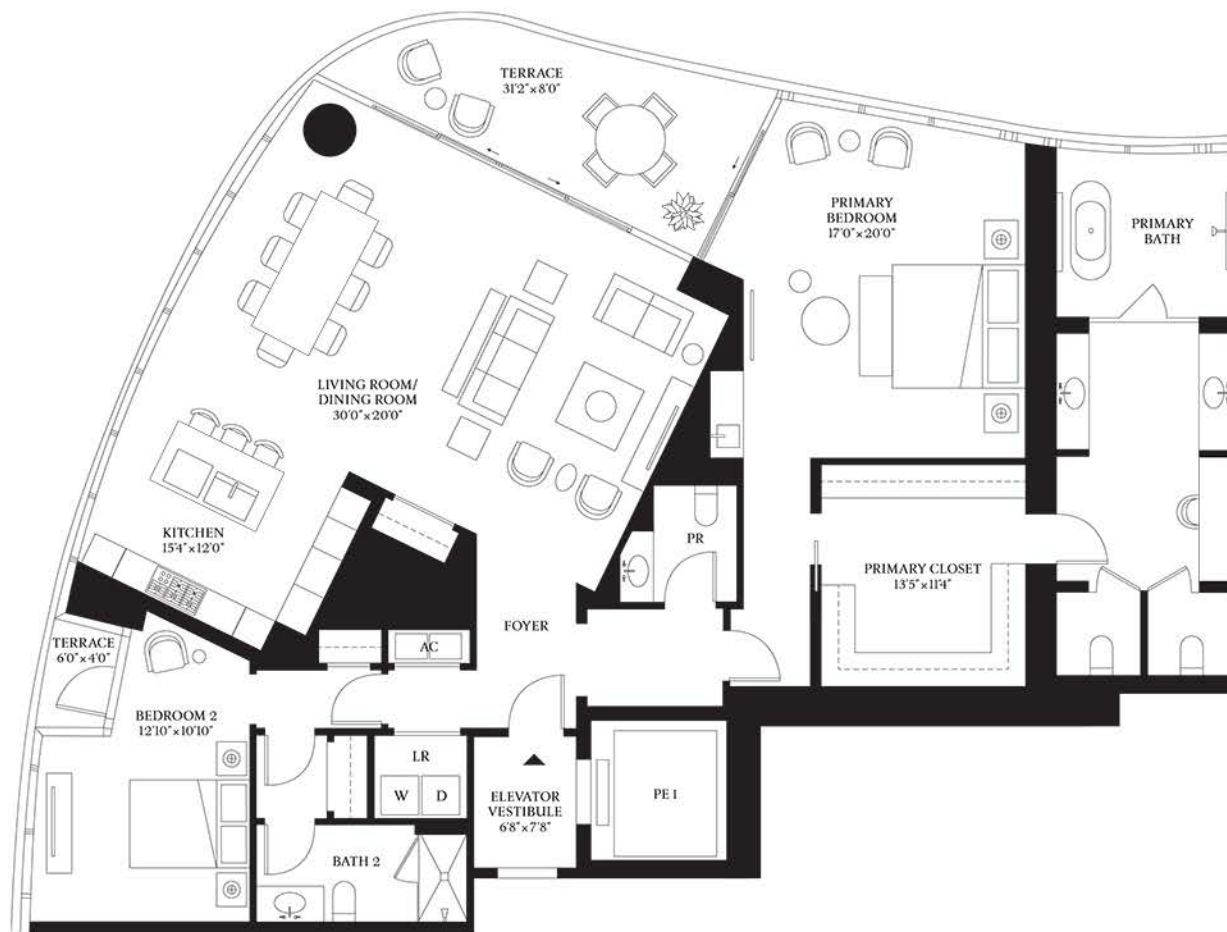 TERRACE
31'2" × 8'0"
PRIMARY
BEDROOM
17'0" × 20'0"
PRIMARY
BATH
LIVING ROOM/
DINING ROOM
30'0" × 20'0"
KITCHEN
15'4" × 12'0"
PR
PRIMARY CLOSET
13'5" × 11'4"
TERRACE
6'0" × 4'0"
FOYER
AC
BEDROOM 2
12'10" × 10'10"
LR
W
D
ELEVATOR
VESTIBULE
6'8" × 7'8"
PE 1
BATH 2